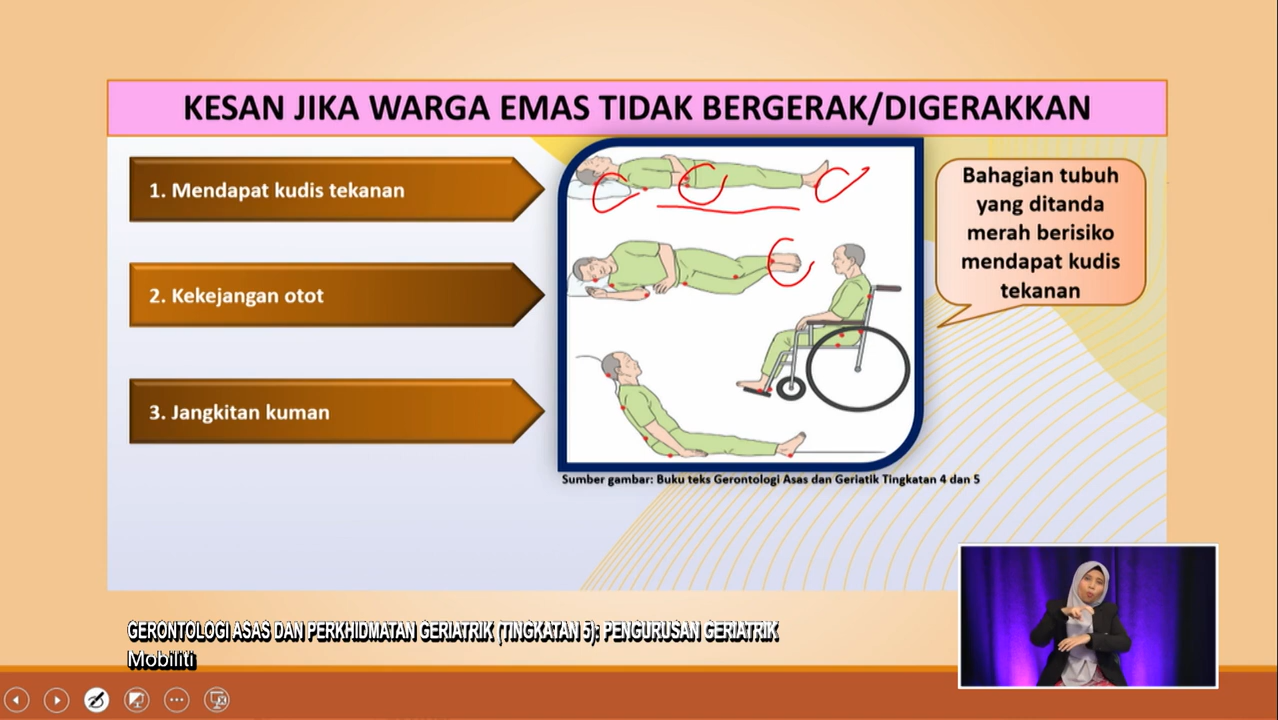 KESAN JIKA WARGA EMAS TIDAK BERGERAK/DIGERAKKAN
1. Mendapat kudis tekanan
2. Kekejangan otot
3. Jangkitan kuman
Bahagian tubuh
yang ditanda
merah berisiko
mendapat kudis
tekanan
Sumber gambar: Buku teks Gerontologi Asas dan Geriatik Tingkatan 4 dan 5
GERONTOLOGI ASAS DAN PERKHIDMATAN GERIATRIK (TINGKATAN 5): PENGURUSAN GERIATRIK
Mobiliti